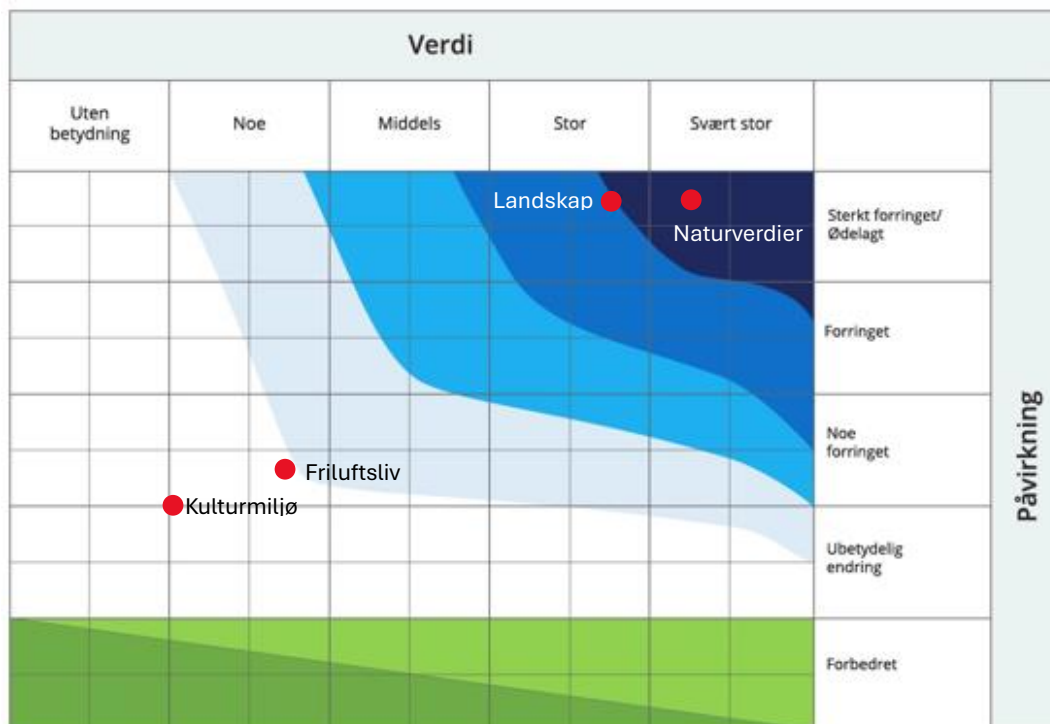 Verdi
Uten
betydning
Noe
Middels
Stor
Svært stor
Landskap
Naturverdier
Sterkt forringet/
Ødelagt
Forringet
Noe
forringet
Friluftsliv
Kulturmiljø
Ubetydelig
endring
Forbedret
Påvirkning